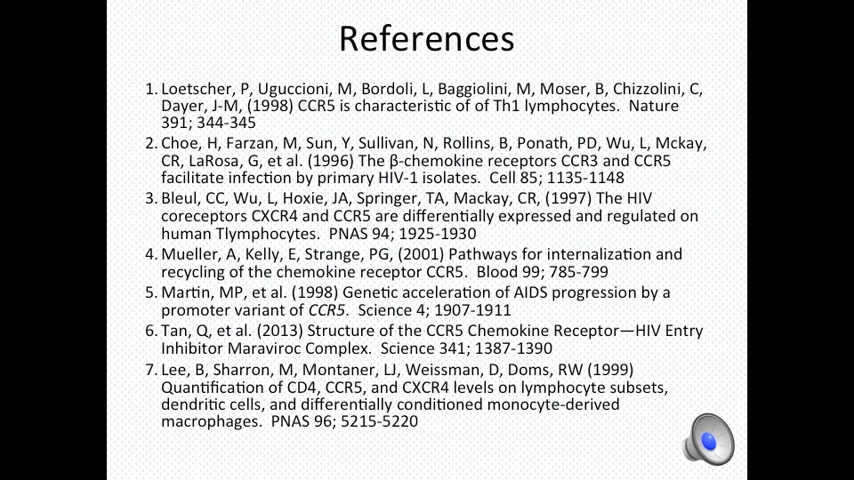 References
1. Loetscher, P, Uguccioni, M, Bordoli, L, Baggiolini, M, Moser, B, Chizzolini, C,
Dayer, J-M, (1998) CCR5 is characteristic of of Th1 lymphocytes. Nature
391; 344-345
2. Choe, H, Farzan, M, Sun, Y, Sullivan, N, Rollins, B, Ponath, PD, Wu, L, Mckay,
CR, LaRosa, G, et al. (1996) The β-chemokine receptors CCR3 and CCR5
facilitate infection by primary HIV-1 isolates. Cell 85; 1135-1148
3. Bleul, CC, Wu, L, Hoxie, JA, Springer, TA, Mackay, CR, (1997) The HIV
coreceptors CXCR4 and CCR5 are differentially expressed and regulated on
human Tlymphocytes. PNAS 94; 1925-1930
4. Mueller, A, Kelly, E, Strange, PG, (2001) Pathways for internalization and
recycling of the chemokine receptor CCR5. Blood 99; 785-799
5. Martin, MP, et al. (1998) Genetic acceleration of AIDS progression by a
promoter variant of CCR5. Science 4; 1907-1911
6. Tan, Q, et al. (2013) Structure of the CCR5 Chemokine Receptor—HIV Entry
Inhibitor Maraviroc Complex. Science 341; 1387-1390
7. Lee, B, Sharron, M, Montaner, LJ, Weissman, D, Doms, RW (1999)
Quantification of CD4, CCR5, and CXCR4 levels on lymphocyte subsets,
dendritic cells, and differentially conditioned monocyte-derived
macrophages. PNAS 96; 5215-5220